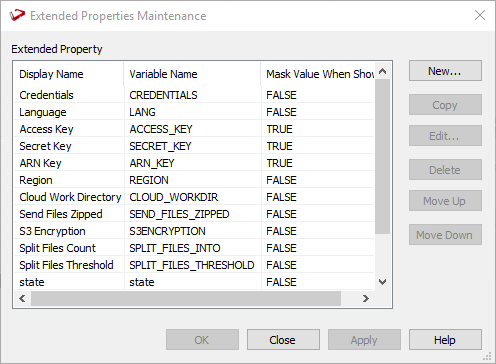 Extended Properties Maintenance
Extended Property
Display Name Variable Name Mask Value When Show
Credentials CREDENTIALS FALSE
Language LANG FALSE
Access Key ACCESS_KEY TRUE
Secret Key SECRET_KEY TRUE
ARN Key ARN_KEY TRUE
Region REGION FALSE
Cloud Work Directory CLOUD_WORKDIR FALSE
Send Files Zipped SEND_FILES_ZIPPED FALSE
S3 Encryption S3ENCRYPTION FALSE
Split Files Count SPLIT_FILES_INTO FALSE
Split Files Threshold SPLIT_FILES_THRESHOLD FALSE
state state FALSE
New...
Copy
Edit...
Delete
Move Up
Move Down
OK Close Apply Help